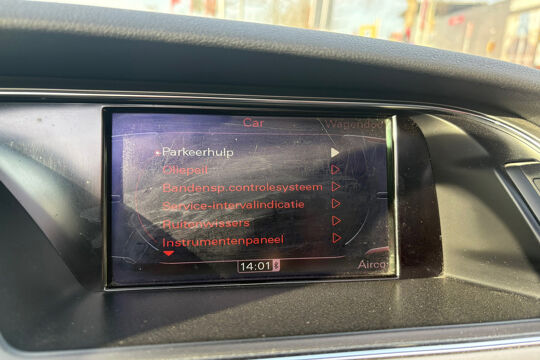 Car
Parkeerhulp
Oliepeil
Bandensp.controlesysteem
Service-intervalindicatie
Ruitenwissers
Instrumentenpaneel
14:01
Airco